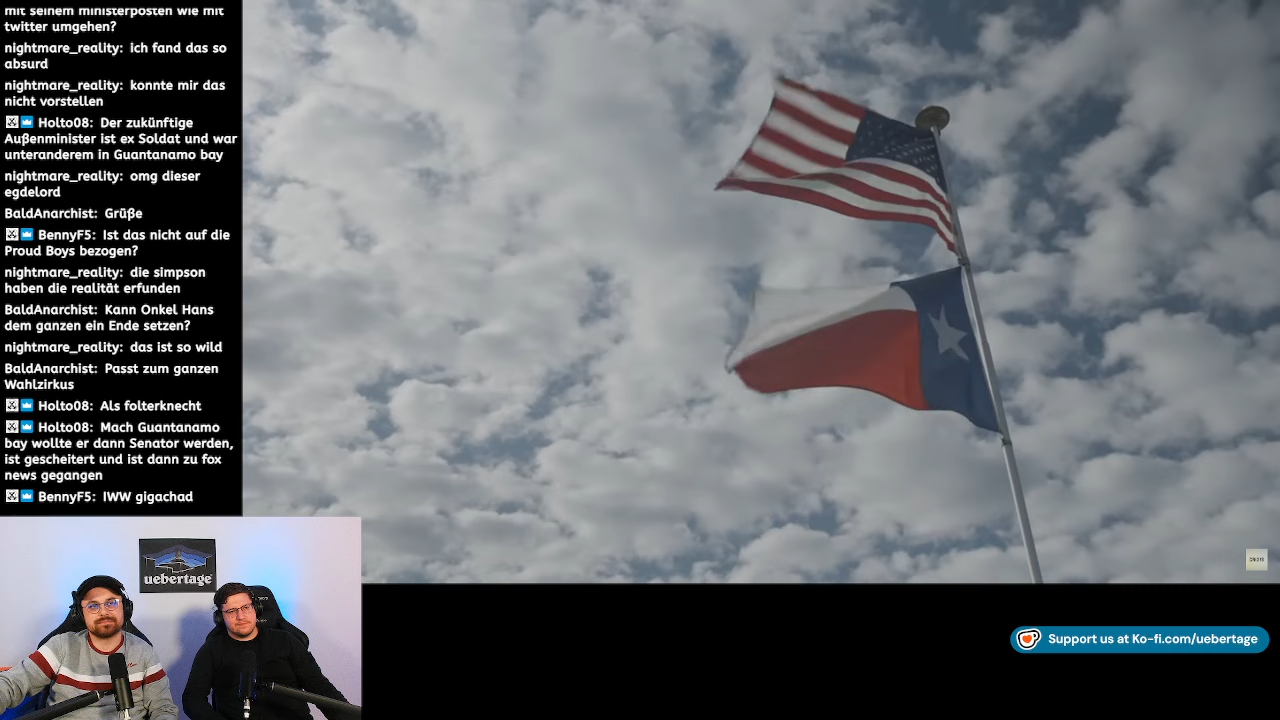 mit seinem ministerposten wie mit
twitter umgehen?
nightmare_reality: ich fand das so
absurd
nightmare_reality: konnte mir das
nicht vorstellen
Holto08: Der zukünftige
Außenminister ist ex Soldat und war
unteranderem in Guantanamo bay
nightmare_reality: omg dieser
egdelord
BaldAnarchist: Grüße
BennyF5: Ist das nicht auf die
Proud Boys bezogen?
nightmare_reality: die simpson
haben die realität erfunden
BaldAnarchist: Kann Onkel Hans
dem ganzen ein Ende setzen?
nightmare_reality: das ist so wild
BaldAnarchist: Passt zum ganzen
Wahlzirkus
Holto08: Als folterknecht
Holto08: Mach Guantanamo
bay wollte er dann Senator werden,
ist gescheitert und ist dann zu fox
news gegangen
BennyF5: IWW gigachad
uebertage
Support us at Ko-fi.com/uebertage